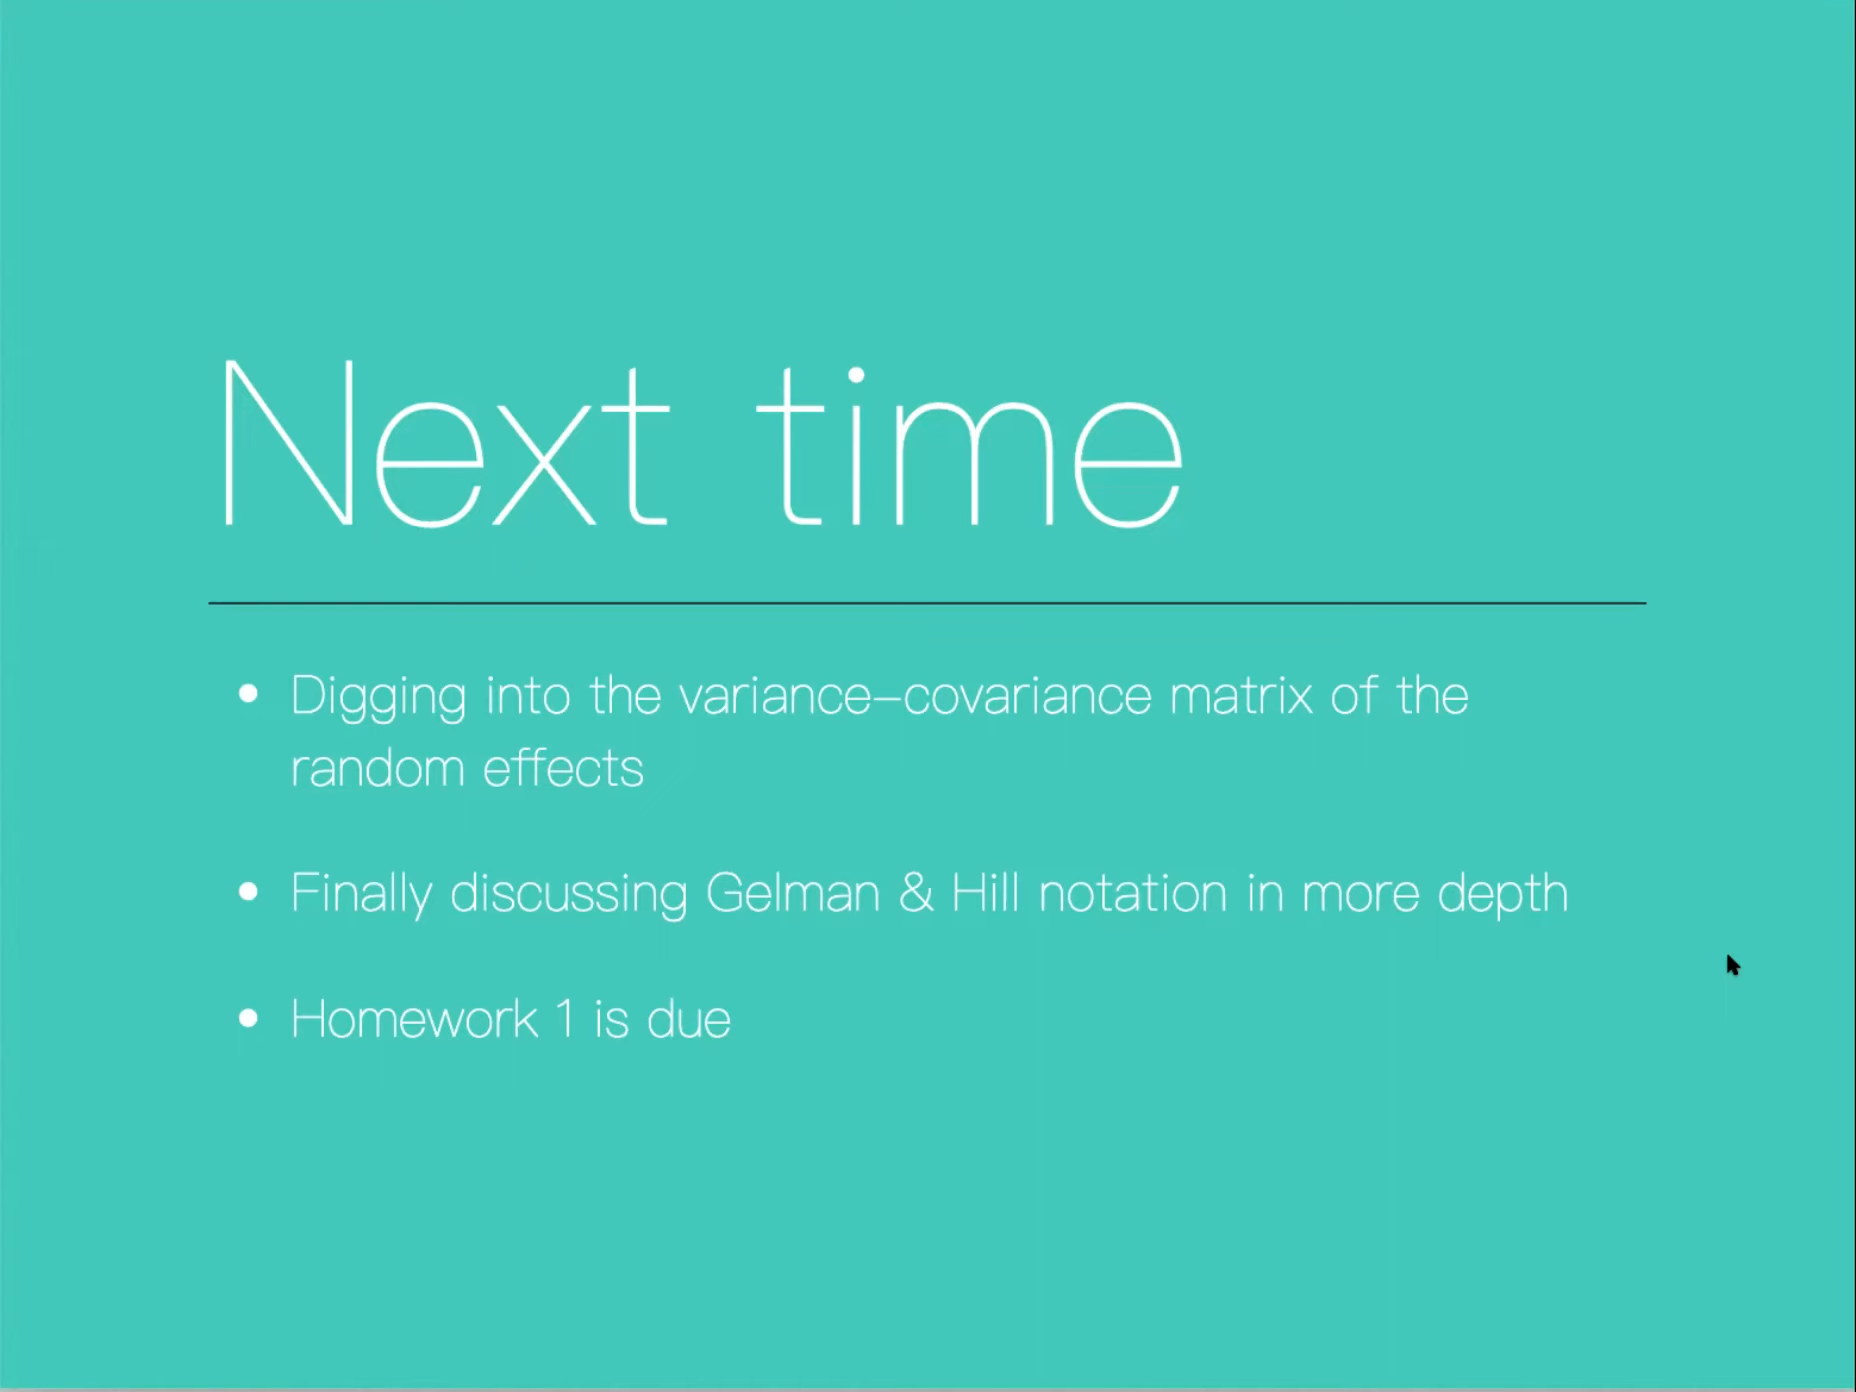 Next time
• Digging into the variance–covariance matrix of the
random effects
• Finally discussing Gelman & Hill notation in more depth
• Homework 1 is due